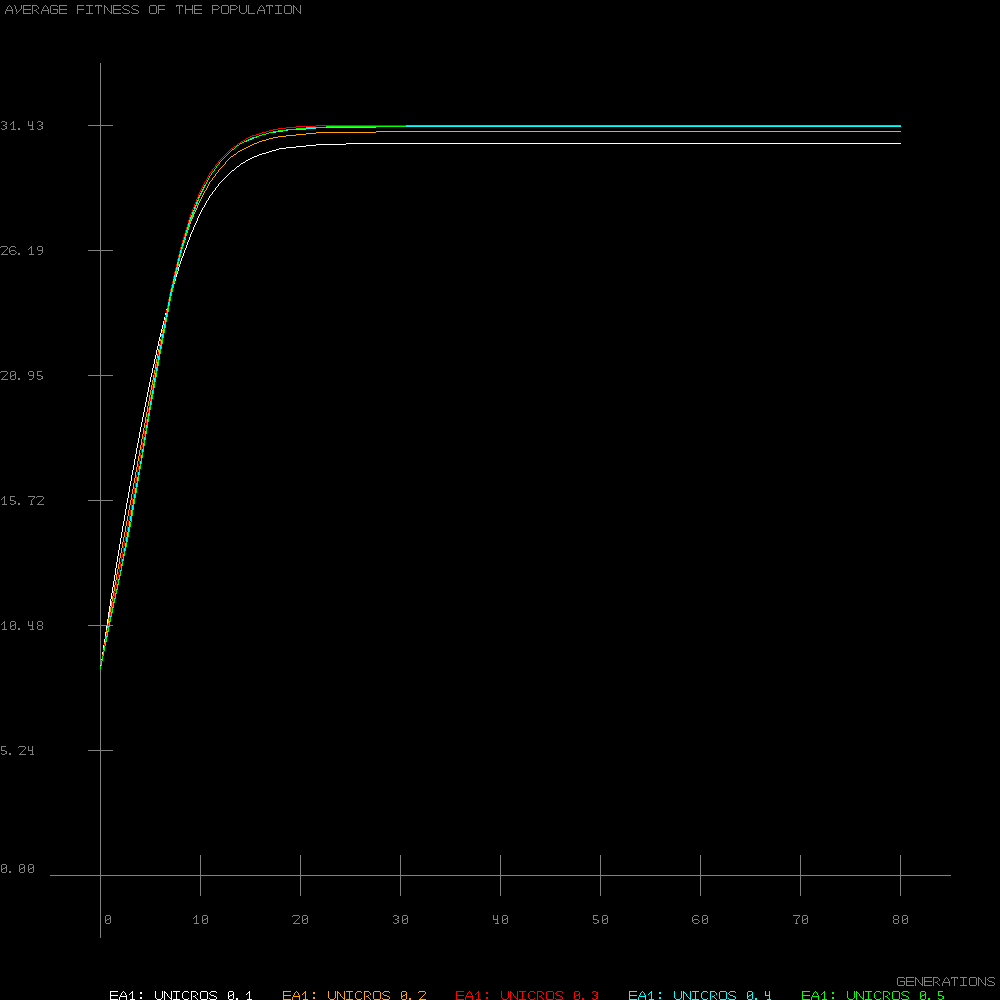 AVERAGE FITNESS OF THE POPULATION
31.43
26.19
20.95
15.72
10.48
5.24
0.00
0 10 20 30 40 50 60 70 80
GENERATIONS
EA1: UNICROS 0.1 EA1: UNICROS 0.2 EA1: UNICROS 0.3 EA1: UNICROS 0.4 EA1: UNICROS 0.5